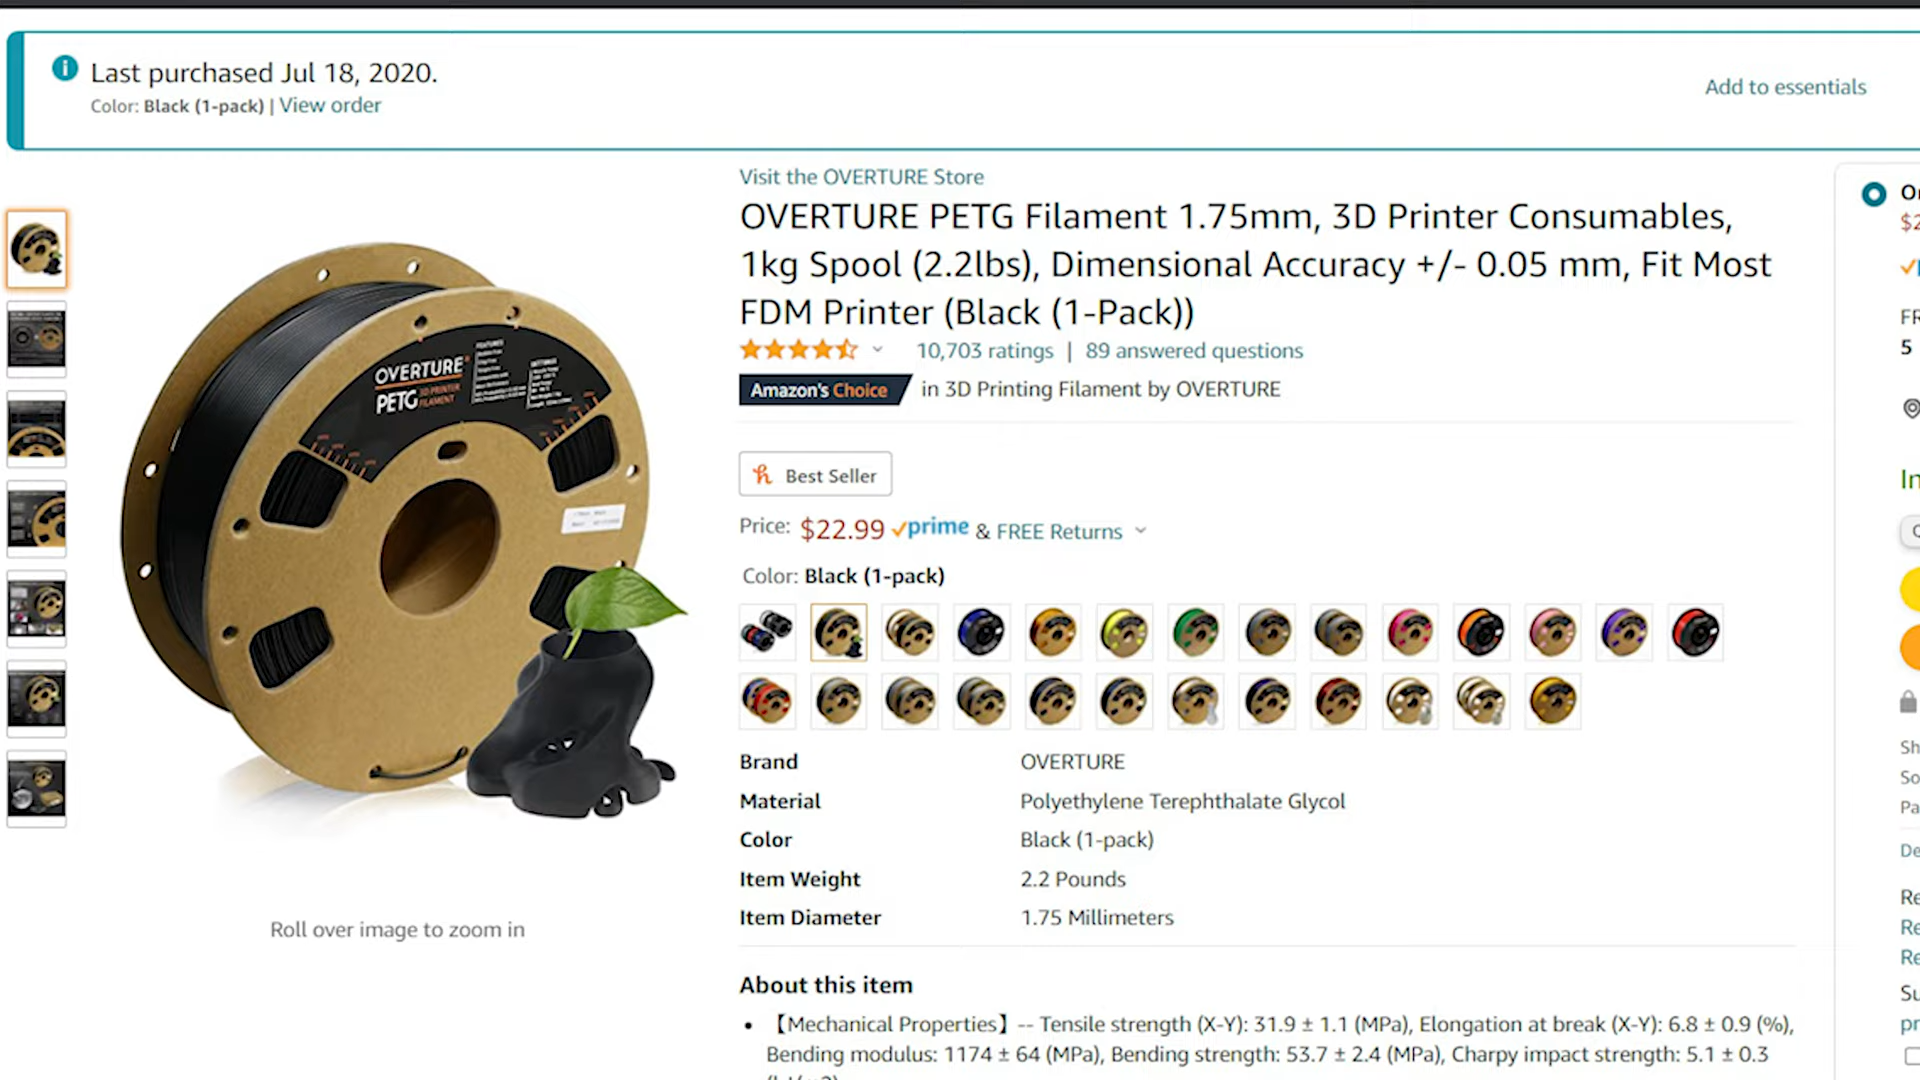 Last purchased Jul 18, 2020.
Color: Black (1-pack) | View order
Add to essentials
Visit the OVERTURE Store
OVERTURE PETG Filament 1.75mm, 3D Printer Consumables,
1kg Spool (2.2lbs), Dimensional Accuracy +/- 0.05 mm, Fit Most
FDM Printer (Black (1-Pack))
10,703 ratings | 89 answered questions
Amazon's Choice in 3D Printing Filament by OVERTURE
Best Seller
Price: $22.99 prime & FREE Returns
Color: Black (1-pack)
OVERTURE
PETG 3D-PRINTER
FILAMENT
FEATURES
Brand OVERTURE
Material Polyethylene Terephthalate Glycol
Color Black (1-pack)
Item Weight 2.2 Pounds
Item Diameter 1.75 Millimeters
Roll over image to zoom in
About this item
• 【Mechanical Properties】-- Tensile strength (X-Y): 31.9 ± 1.1 (MPa), Elongation at break (X-Y): 6.8 ± 0.9 (%),
Bending modulus: 1174 ± 64 (MPa), Bending strength: 53.7 ± 2.4 (MPa), Charpy impact strength: 5.1 ± 0.3